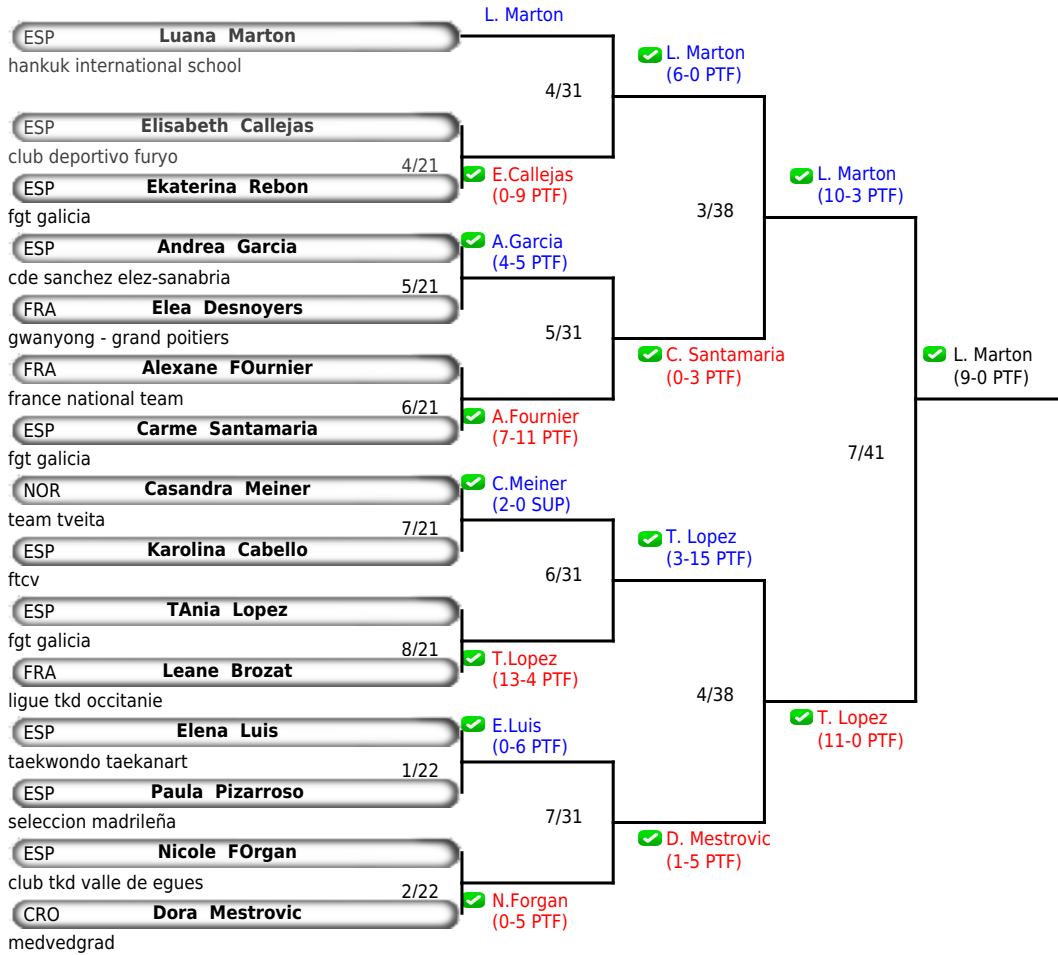 L. Marton
ESP Luana Marton
hankuk international school
L. Marton
(6-0 PTF)
4/31
ESP Elisabeth Callejas
club deportivo furyo
4/21
E.Callejas
(0-9 PTF)
ESP Ekaterina Rebon
fgt galicia
L. Marton
(10-3 PTF)
3/38
ESP Andrea Garcia
A.Garcia
(4-5 PTF)
cde sanchez elez-sanabria
5/21
FRA Elea Desnoyers
gwanyong - grand poitiers
5/31
C. Santamaria
(0-3 PTF)
L. Marton
(9-0 PTF)
FRA Alexane FOurnier
france national team
6/21
A.Fournier
(7-11 PTF)
ESP Carme Santamaria
fgt galicia
7/41
NOR Casandra Meiner
C.Meiner
(2-0 SUP)
team tveita
7/21
ESP Karolina Cabello
ftcv
6/31
T. Lopez
(3-15 PTF)
ESP TAnia Lopez
fgt galicia
8/21
T.Lopez
(13-4 PTF)
FRA Leane Brozat
ligue tkd occitanie
4/38
T. Lopez
(11-0 PTF)
ESP Elena Luis
E.Luis
(0-6 PTF)
taekwondo taekanart
1/22
ESP Paula Pizarroso
seleccion madrileña
7/31
D. Mestrovic
(1-5 PTF)
ESP Nicole FOrgan
club tkd valle de egues
2/22
N.Forgan
(0-5 PTF)
CRO Dora Mestrovic
medvedgrad